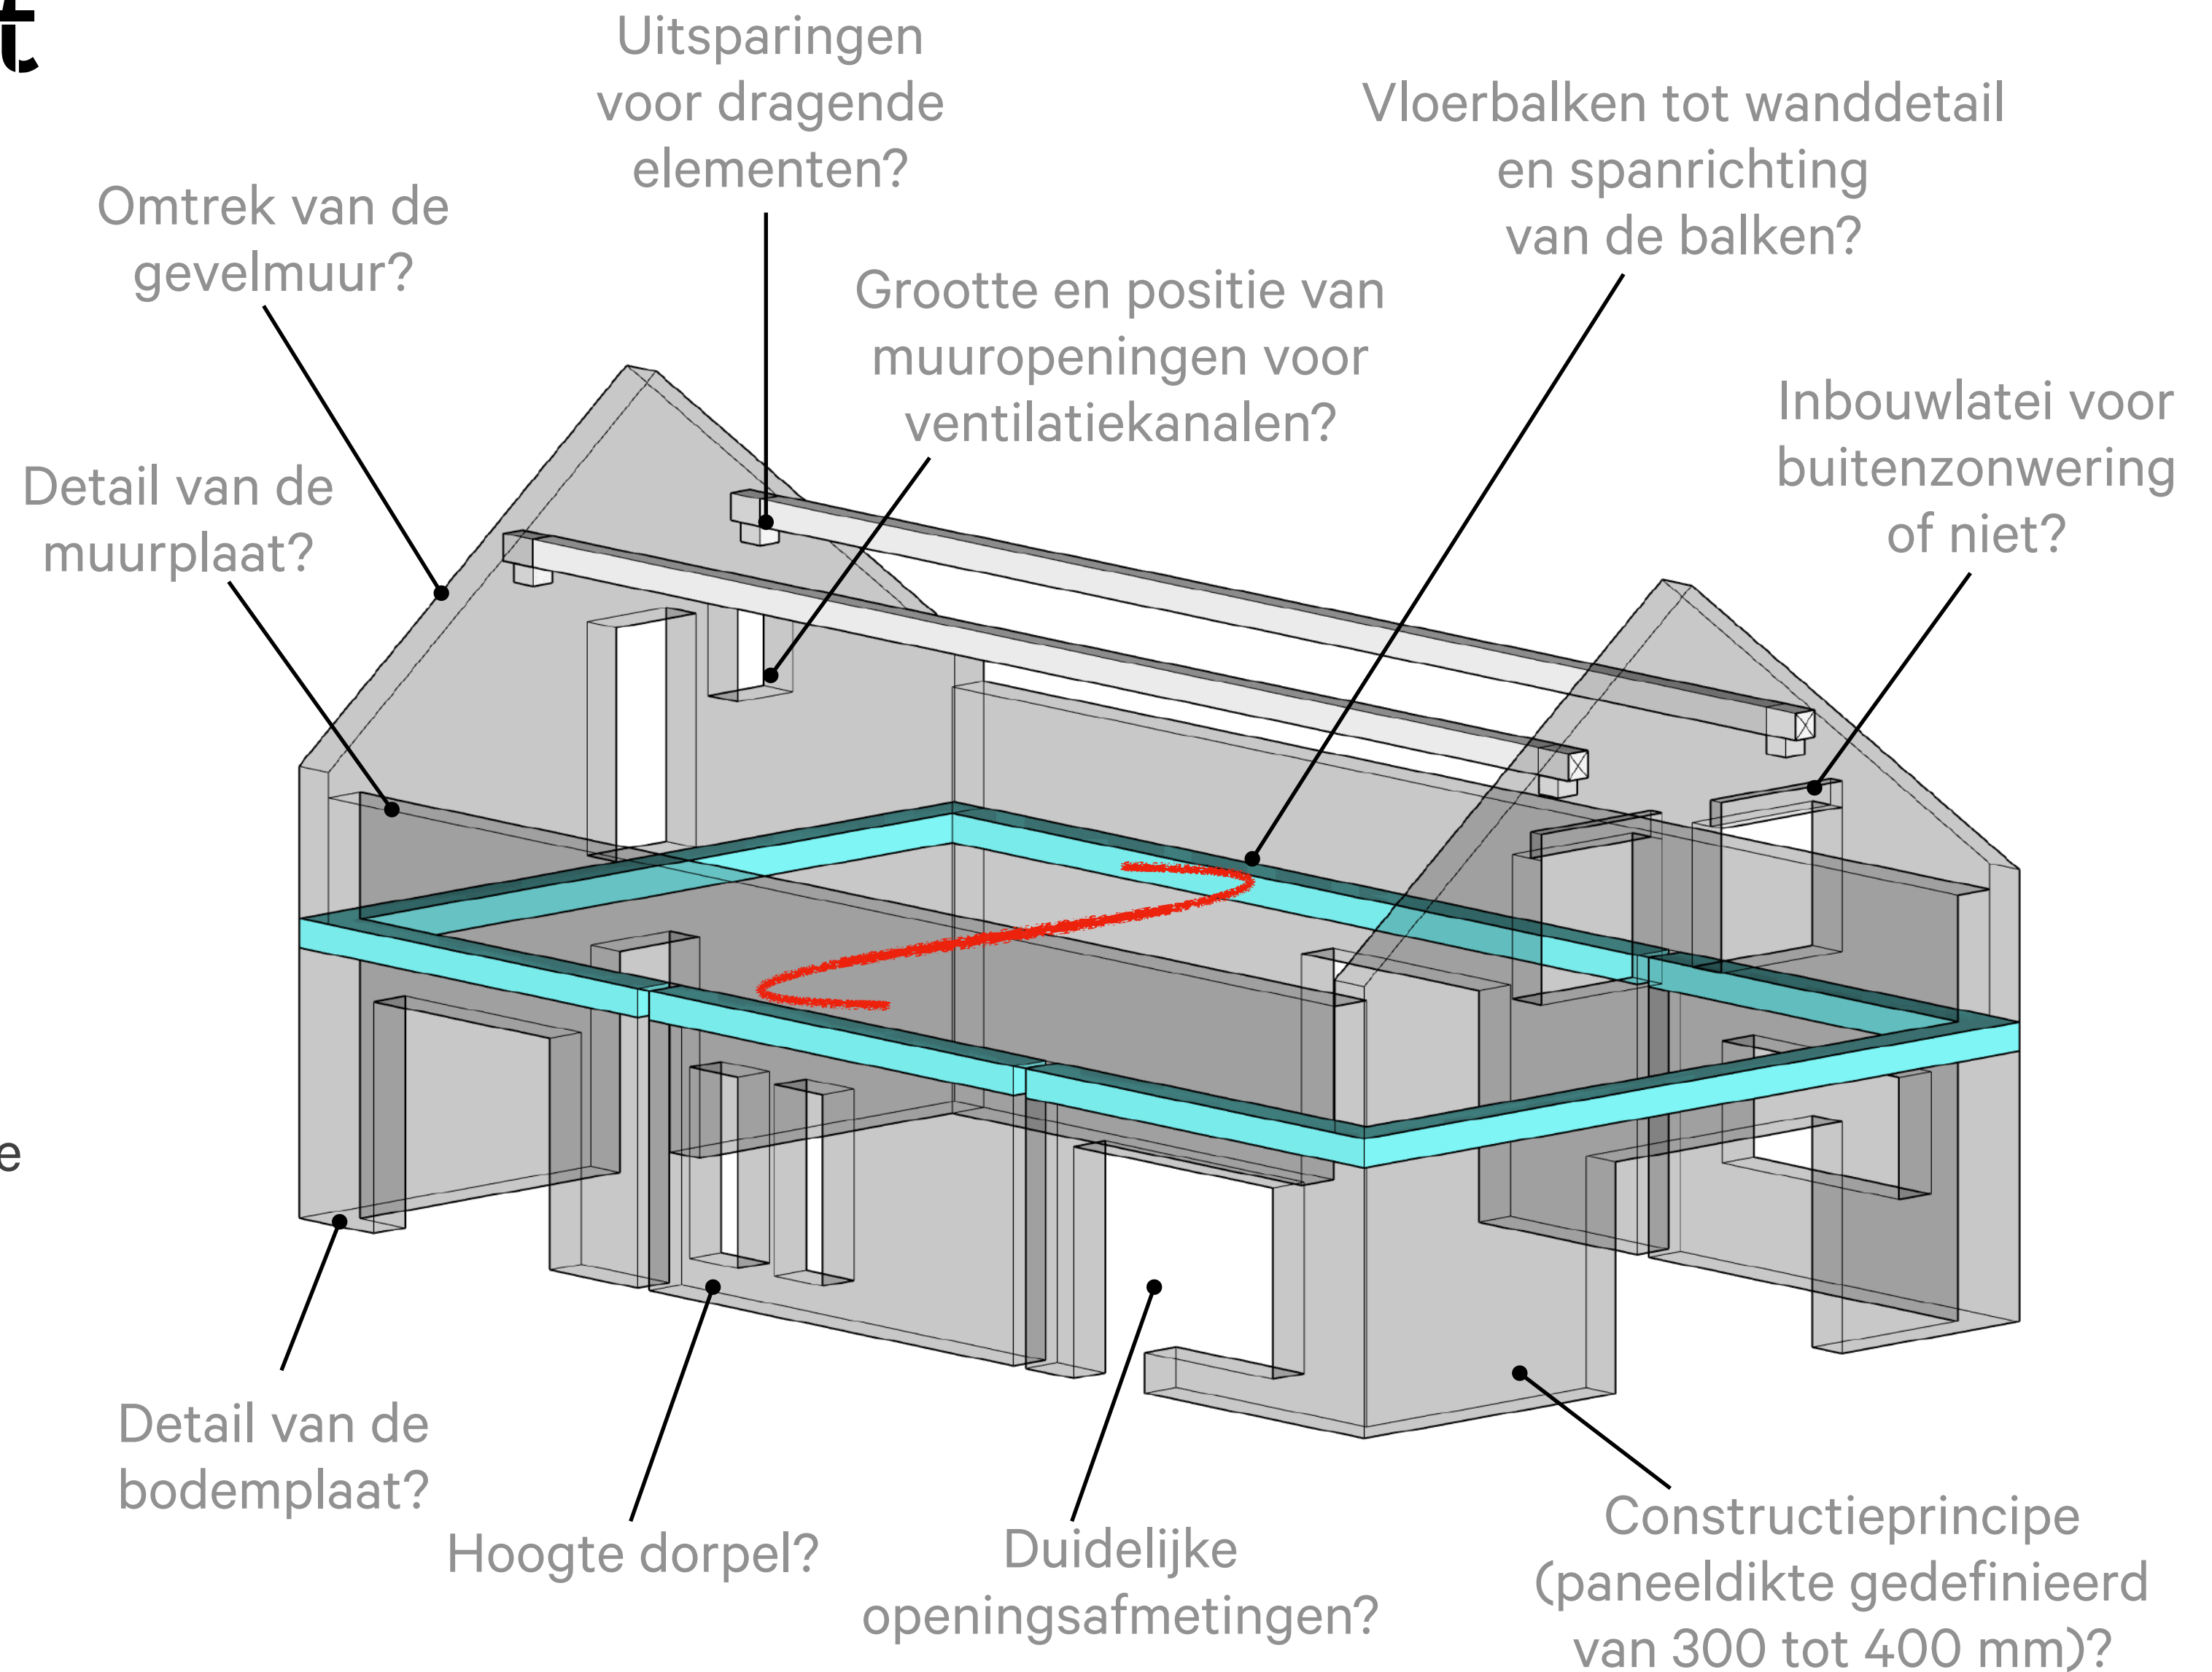 t
Uitsparingen
voor dragende
elementen?
Vloerbalken tot wanddetail
en spanrichting
van de balken?
Omtrek van de
gevelmuur?
Grootte en positie van
muuropeningen voor
ventilatiekanalen?
Inbouwlatei voor
buitenzonwering
of niet?
Detail van de
muurplaat?
e
Detail van de
bodemplaat?
Hoogte dorpel?
Duidelijke
openingsafmetingen?
Constructieprincipe
(paneeldikte gedefinieerd
van 300 tot 400 mm)?